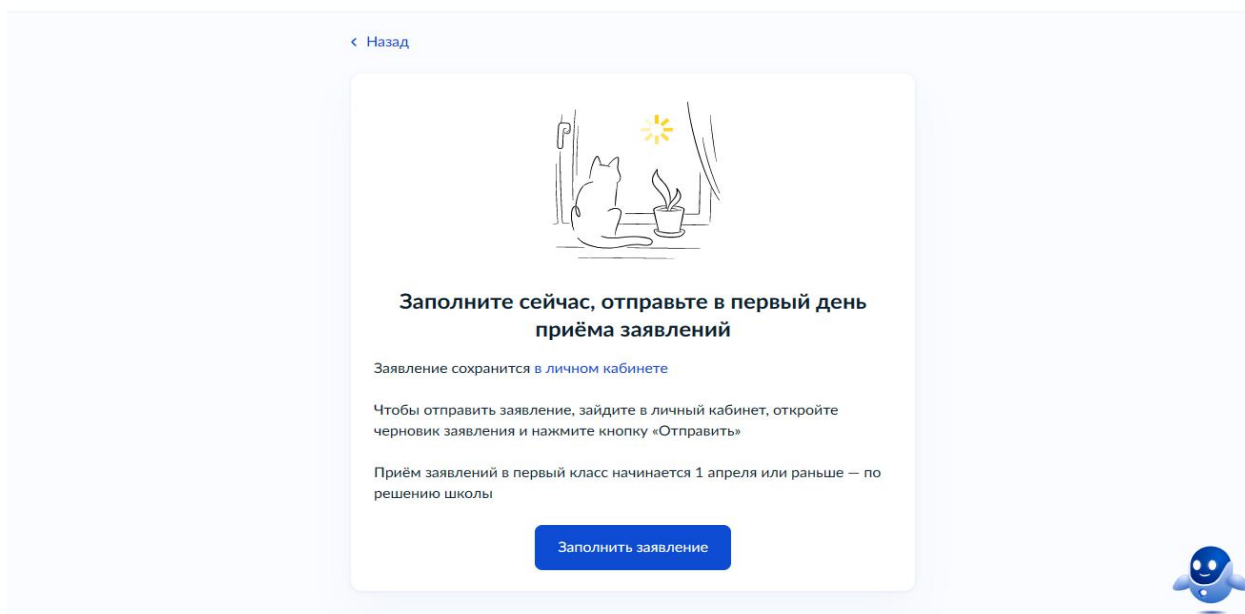 Назад
Заполните сейчас, отправьте в первый день
приёма заявлений
Заявление сохранится в личном кабинете
Чтобы отправить заявление, зайдите в личный кабинет, откройте
черновик заявления и нажмите кнопку «Отправить»
Приём заявлений в первый класс начинается 1 апреля или раньше — по
решению школы
Заполнить заявление